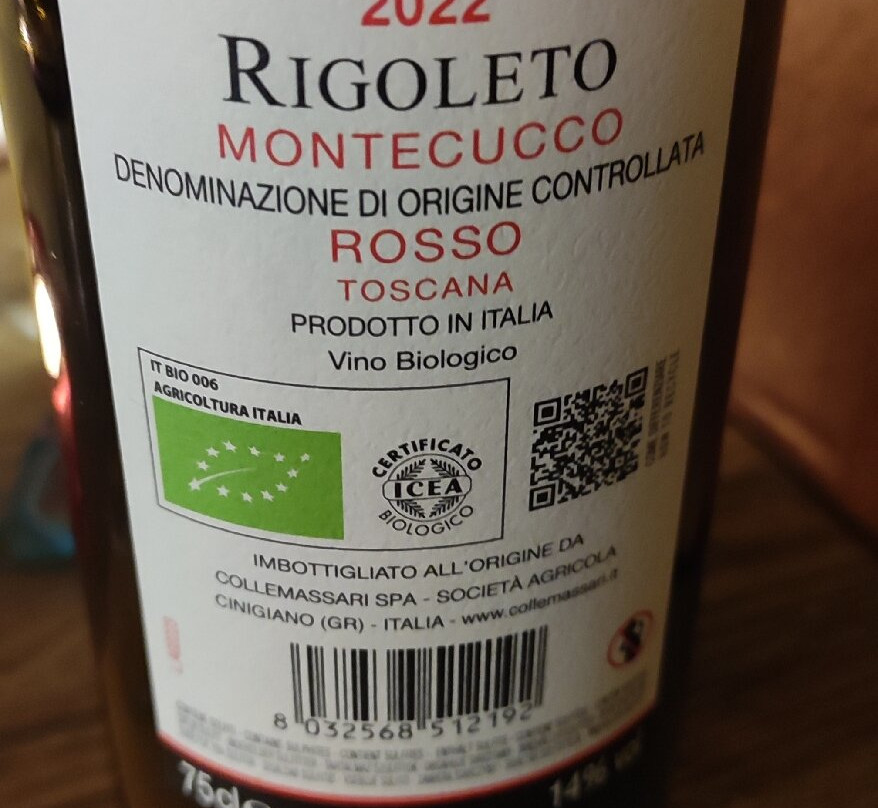 2022
RIGOLETO
MONTECUCCO
DENOMINAZIONE DI ORIGINE CONTROLLATA
ROSSO
TOSCANA
PRODOTTO IN ITALIA
Vino Biologico
IT BIO 006
AGRICOLTURA ITALIA
CERTIFICATO
ICEA
BIOLOGICO
IMBOTTIGLIATO ALL'ORIGINE DA
COLLEMASSARI SPA - SOCIETÀ AGRICOLA
CINIGIANO (GR) - ITALIA - www.collemassari.it
8 032568 512192
75cl
14% vol